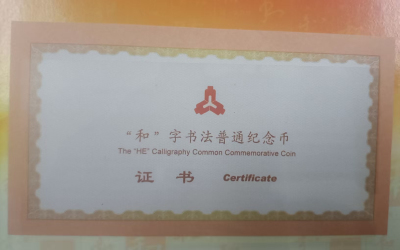 “和”字书法普通纪念币
The "HE" Calligraphy Common Commemorative Coin
证 书 Certificate